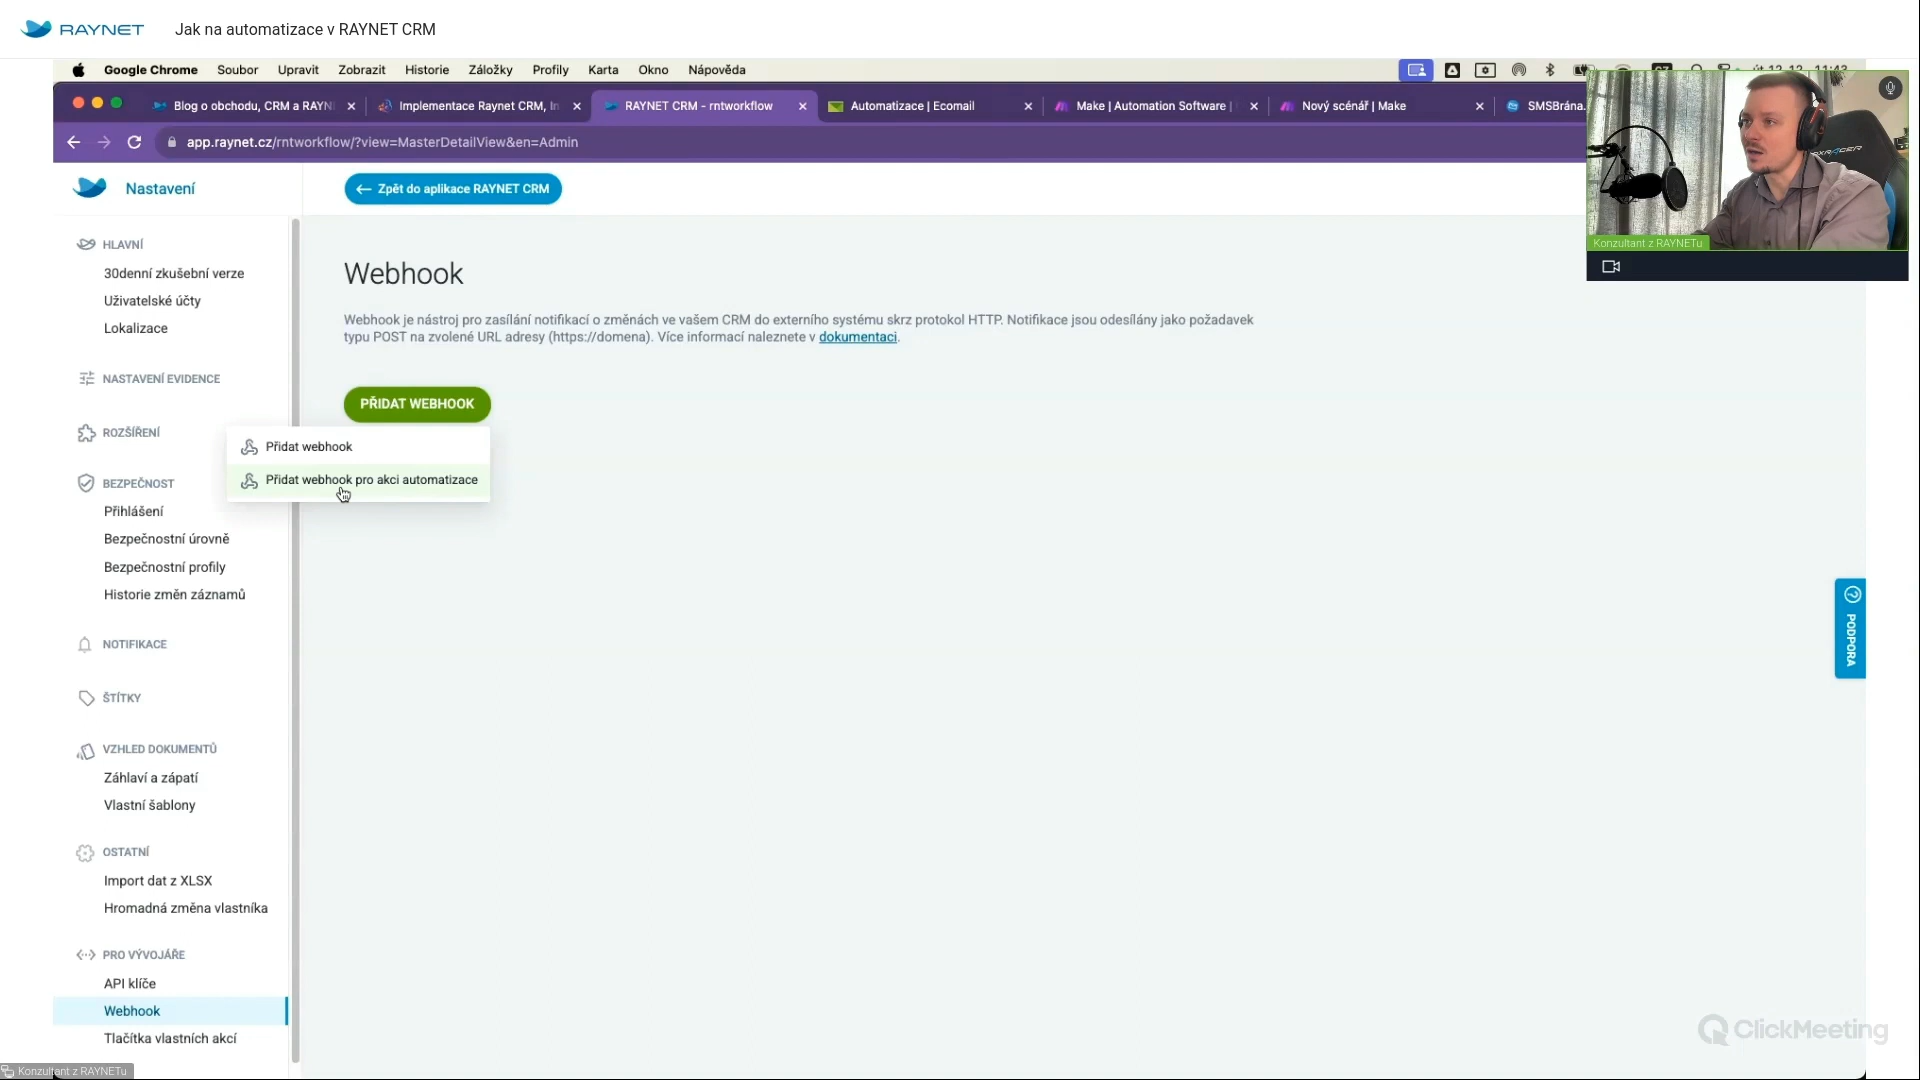 RAYNET
Jak na automatizace v RAYNET CRM
Google Chrome Soubor Upravit Zobrazit Historie Záložky Profily Karta Okno Nápověda
Blog o obchodu, CRM a RAYN
Implementace Raynet CRM, In
RAYNET CRM - rntworkflow
Automatizace | Ecomail
Make | Automation Software |
Nový scénář | Make
SMSBrána.
app.raynet.cz/rntworkflow/?view=MasterDetailView&en=Admin
Konzultant z RAYNETu
Nastavení
Zpět do aplikace RAYNET CRM
HLAVNÍ
30denní zkušební verze
Uživatelské účty
Lokalizace
NASTAVENÍ EVIDENCE
ROZŠÍŘENÍ
BEZPEČNOST
Přihlášení
Bezpečnostní úrovně
Bezpečnostní profily
Historie změn záznamů
NOTIFIKACE
ŠTÍTKY
VZHLED DOKUMENTŮ
Záhlaví a zápatí
Vlastní šablony
OSTATNÍ
Import dat z XLSX
Hromadná změna vlastníka
PRO VÝVOJÁŘE
API klíče
Webhook
Tlačítka vlastních akcí
Webhook
Webhook je nástroj pro zasílání notifikací o změnách ve vašem CRM do externího systému skrz protokol HTTP. Notifikace jsou odesílány jako požadavek
typu POST na zvolené URL adresy (https://domena). Více informací naleznete v dokumentaci.
PŘIDAT WEBHOOK
Přidat webhook
Přidat webhook pro akci automatizace
PODPORA
ClickMeeting
Konzultant z RAYNETu